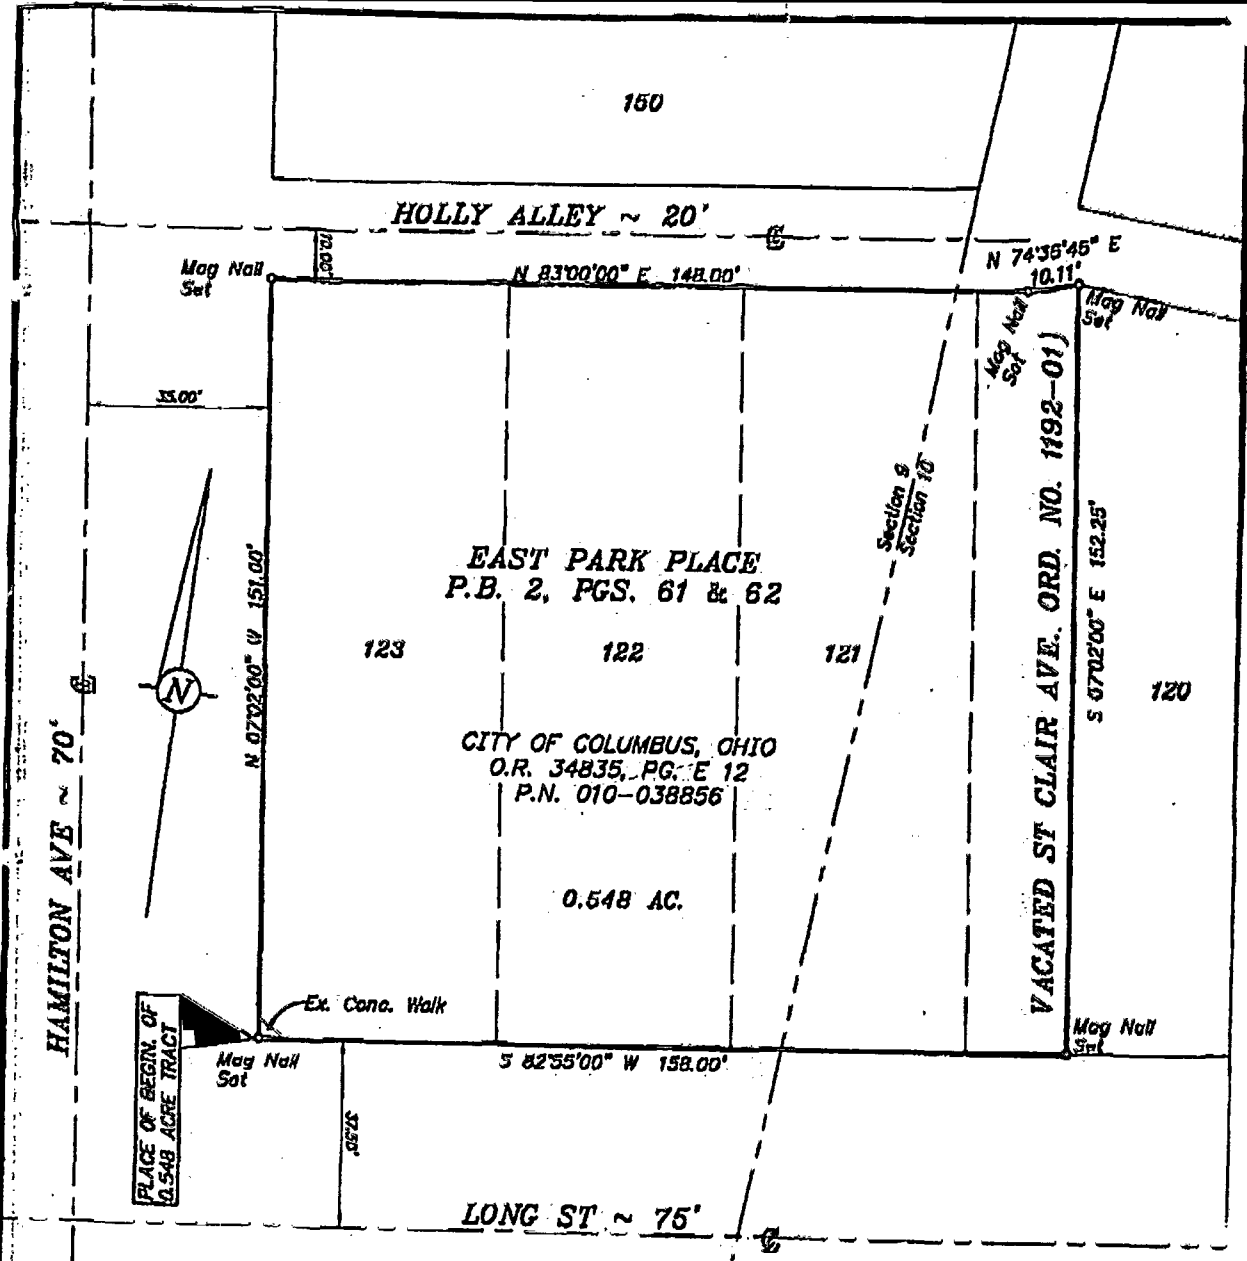 150
HOLLY ALLEY ~ 20'
10.00'
N 83°00'00" E 148.00'
N 74°36'45" E
10.11'
Mag Nail
Set
Mag Nail
Set
Mag Nail
Set
35.00'
Section 9
Section 10
VACATED ST CLAIR AVE., ORD. NO. 1192-01)
S 07°02'00" E 152.25'
N 07°02'00" W 151.00'
EAST PARK PLACE
P.B. 2, PGS. 61 & 62
123
122
121
120
N
CITY OF COLUMBUS, OHIO
O.R. 34835, PG. E 12
P.N. 010-038856
0.548 AC.
HAMILTON AVE ~ 70'
PLACE OF BEGIN. OF
0.548 ACRE TRACT
Ex. Conc. Walk
Mag Nail
Set
S 82°55'00" W 158.00'
Mag Nail
Set
37.50'
LONG ST ~ 75'